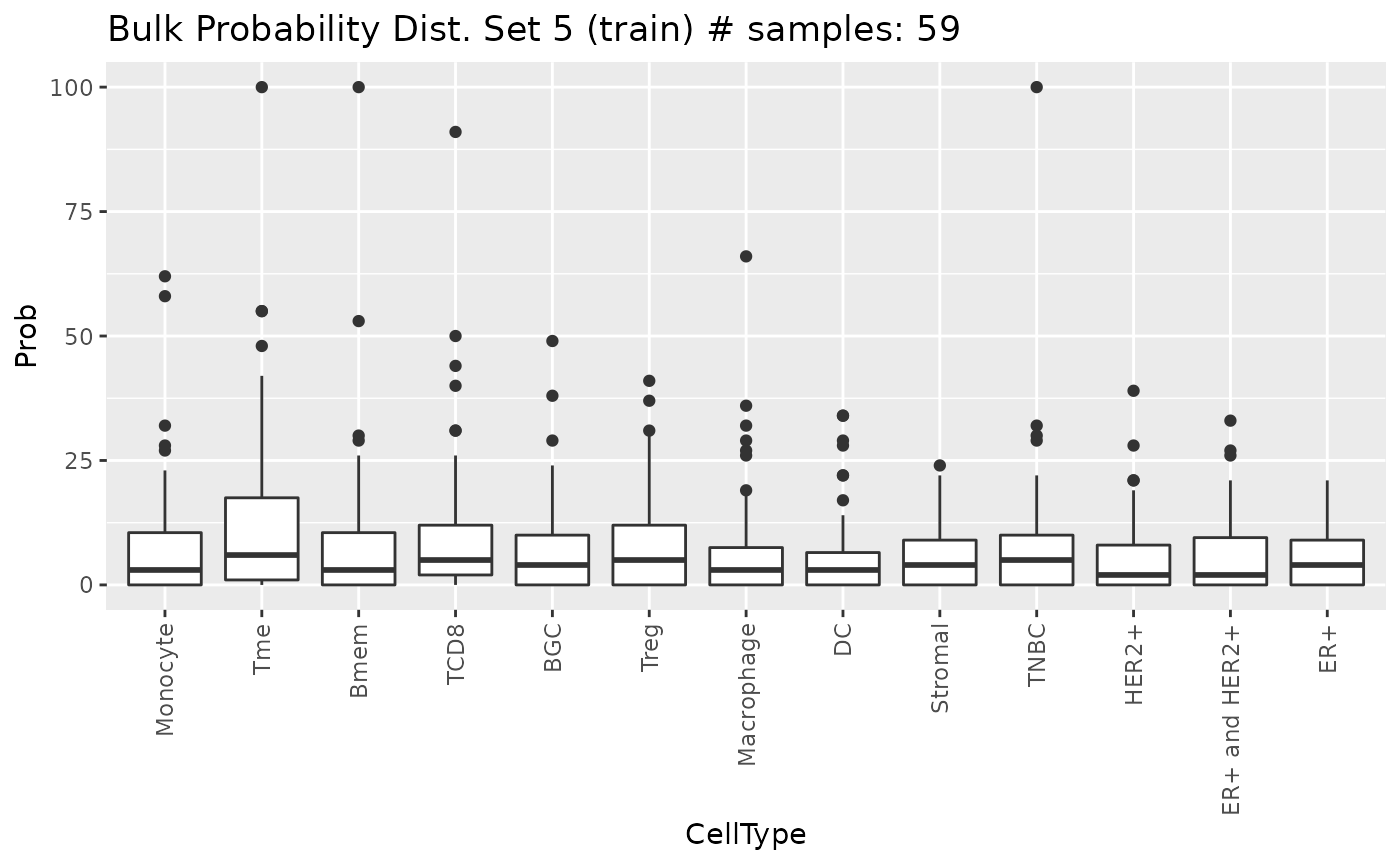 Bulk Probability Dist. Set 5 (train) # samples: 59
Prob
100
75
50
25
0
Monocyte
Tme
Bmem
TCD8
BGC
Treg
Macrophage
DC
Stromal
TNBC
HER2+
ER+ and HER2+
ER+
CellType